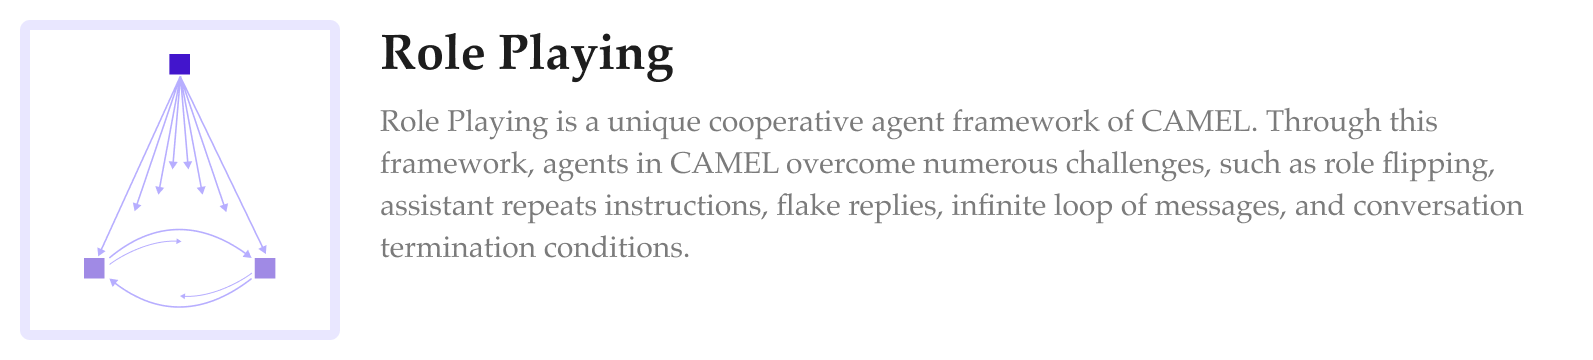 Role Playing
Role Playing is a unique cooperative agent framework of CAMEL. Through this
framework, agents in CAMEL overcome numerous challenges, such as role flipping,
assistant repeats instructions, flake replies, infinite loop of messages, and conversation
termination conditions.